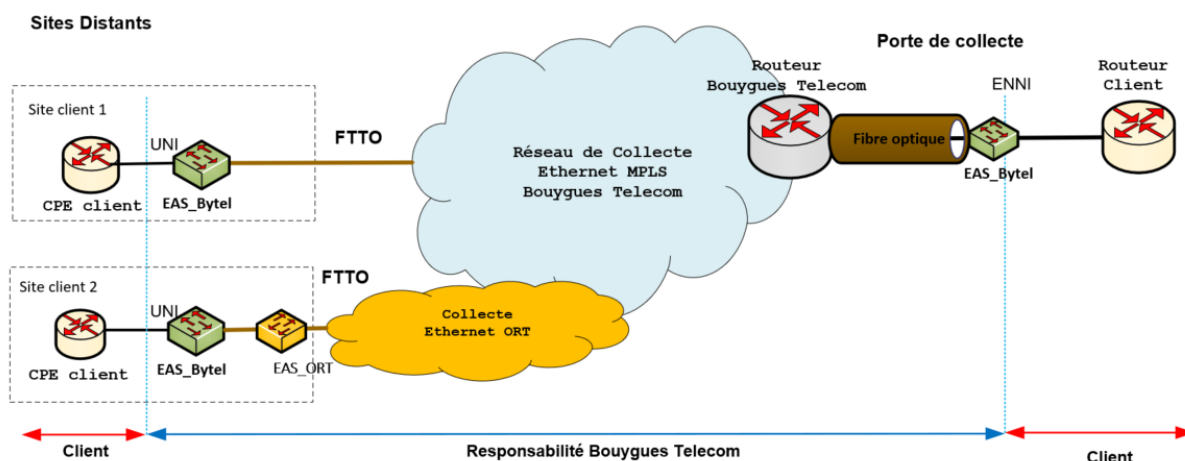 Sites Distants
Porte de collecte
Routeur
Bouygues Telecom
ENNI
Routeur
Client
Site client 1
UNI
FTTO
CPE client
EAS_Bytel
Réseau de Collecte
Ethernet MPLS
Bouygues Telecom
Fibre optique
EAS_Bytel
Site client 2
FTTO
UNI
CPE client
EAS_Bytel
EAS_ORT
Collecte
Ethernet ORT
Client
Responsabilité Bouygues Telecom
Client